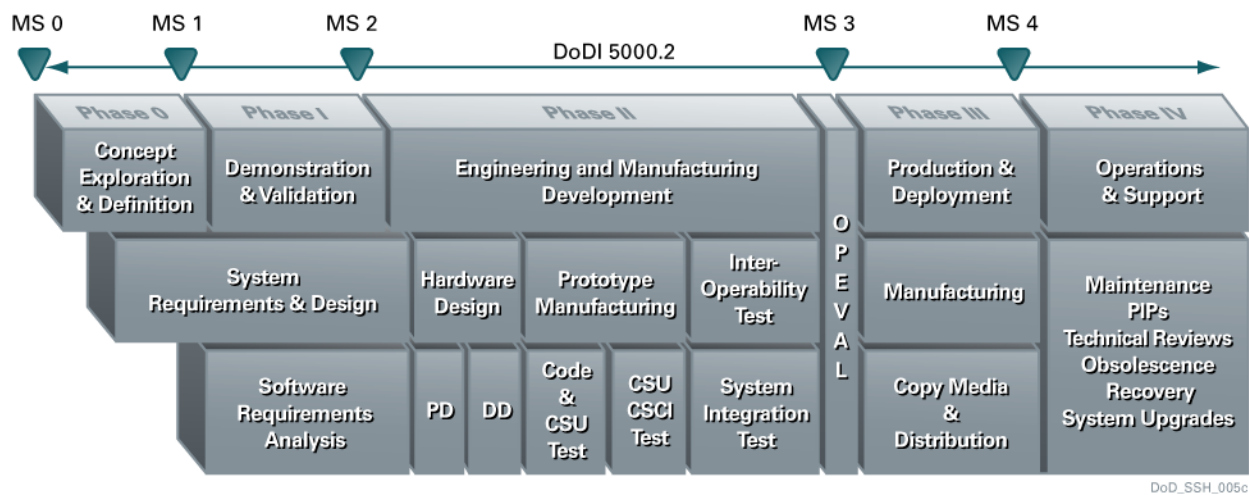 MS 0
MS 1
MS 2
MS 3
MS 4
DoDI 5000.2
Phase 0
Phase I
Phase II
Phase III
Phase IV
Concept
Exploration
& Definition
Demonstration
& Validation
Engineering and Manufacturing
Development
O
P
E
V
A
L
Production &
Deployment
Operations
& Support
System
Requirements & Design
Hardware
Design
Prototype
Manufacturing
Inter-
Operability
Test
Manufacturing
Maintenance
PIPs
Technical Reviews
Obsolescence
Recovery
System Upgrades
Software
Requirements
Analysis
PD
DD
Code
&
CSU
Test
CSU
CSCI
Test
System
Integration
Test
Copy Media
&
Distribution
DoD_SSH_005c